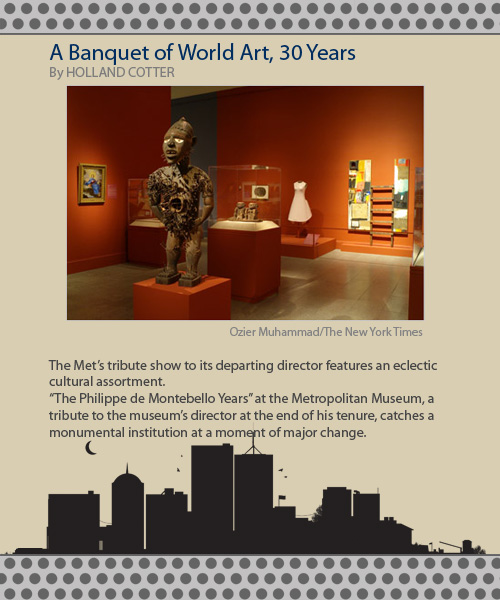 A Banquet of World Art, 30 Years
By HOLLAND COTTER
Ozier Muhammad/The New York Times
The Met's tribute show to its departing director features an eclectic
cultural assortment.
“The Philippe de Montebello Years” at the Metropolitan Museum, a
tribute to the museum's director at the end of his tenure, catches a
monumental institution at a moment of major change.